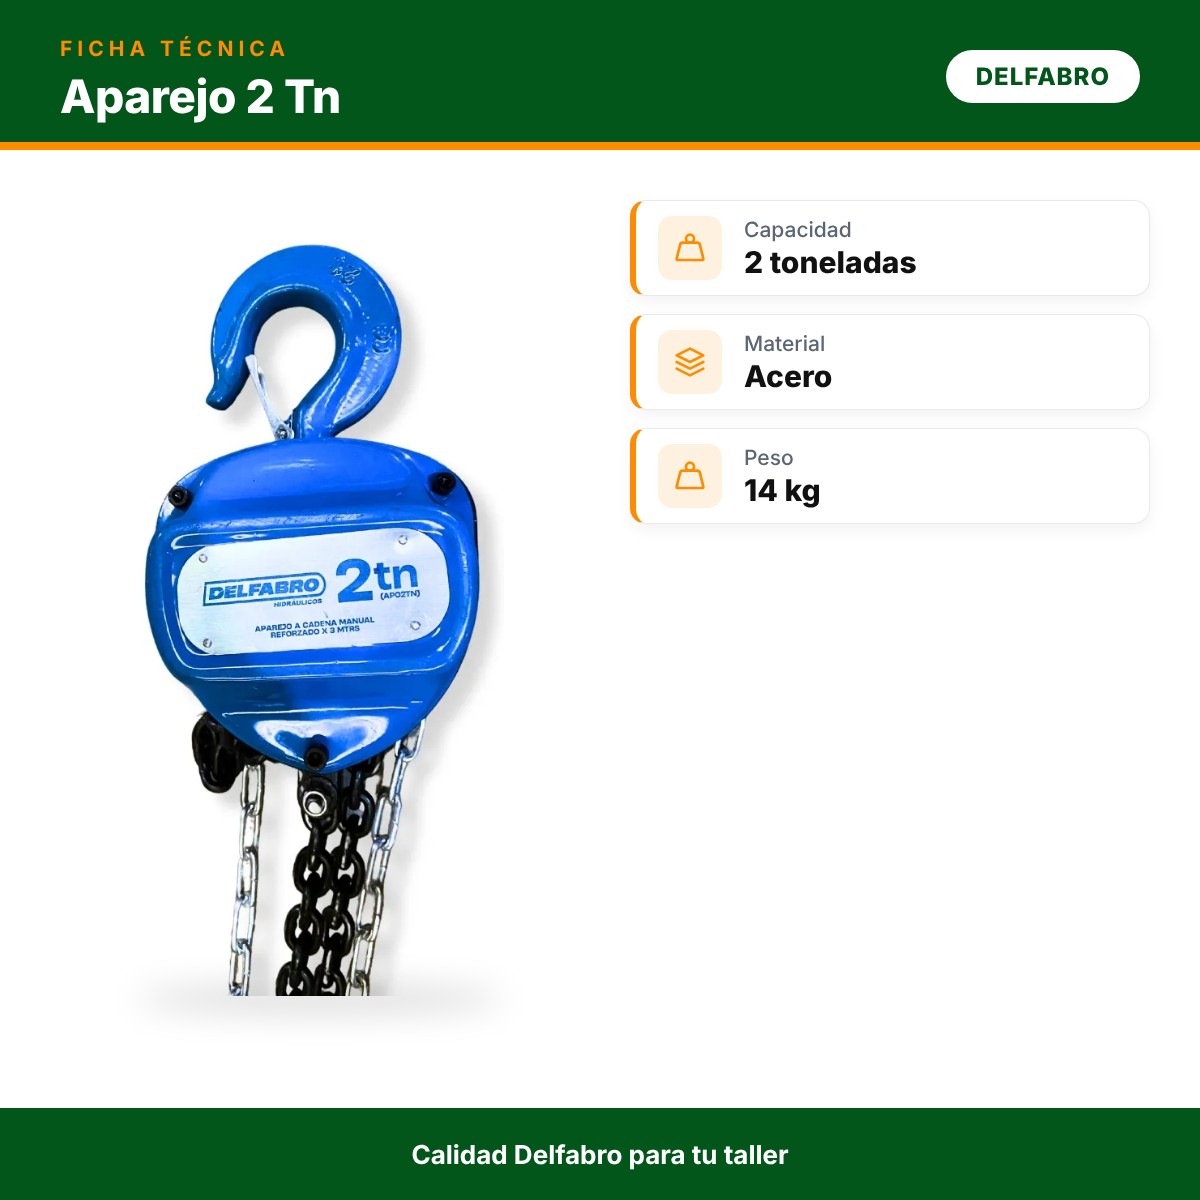 FICHA TÉCNICA
Aparejo 2 Tn
DELFABRO
Capacidad
2 toneladas
Material
Acero
Peso
14 kg
DELFABRO
HIDRÁULICOS
2tn
(APO2TN)
APAREJO A CADENA MANUAL
REFORZADO X 3 MTRS
Calidad Delfabro para tu taller